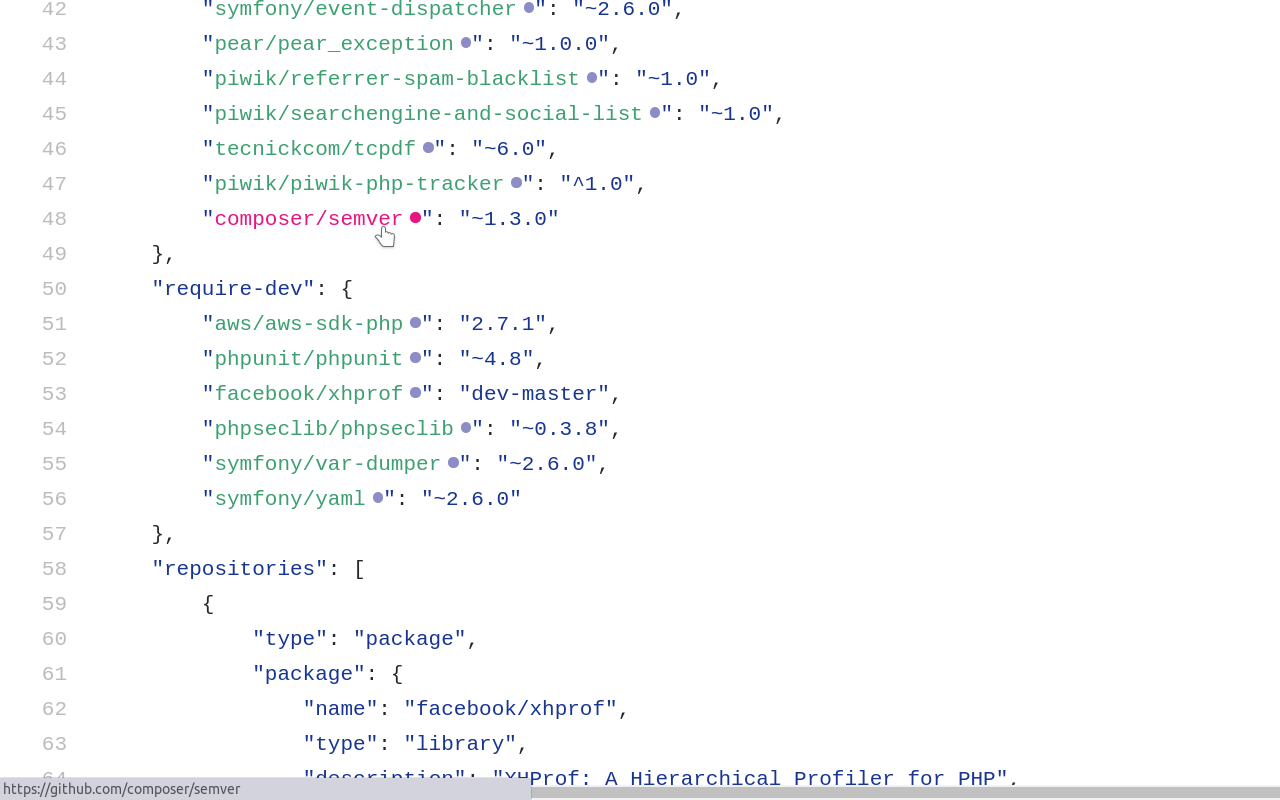 42 "symfony/event-dispatcher": "~2.6.0",
43 "pear/pear_exception": "~1.0.0",
44 "piwik/referrer-spam-blacklist": "~1.0",
45 "piwik/searchengine-and-social-list": "~1.0",
46 "tecnickcom/tcpdf": "~6.0",
47 "piwik/piwik-php-tracker": "^1.0",
48 "composer/semver": "~1.3.0"
49 },
50 "require-dev": {
51 "aws/aws-sdk-php": "2.7.1",
52 "phpunit/phpunit": "~4.8",
53 "facebook/xhprof": "dev-master",
54 "phpseclib/phpseclib": "~0.3.8",
55 "symfony/var-dumper": "~2.6.0",
56 "symfony/yaml": "~2.6.0"
57 },
58 "repositories": [
59 {
60 "type": "package",
61 "package": {
62 "name": "facebook/xhprof",
63 "type": "library",
64 "description": "XHProf: A Hierarchical Profiler for PHP",
https://github.com/composer/semver